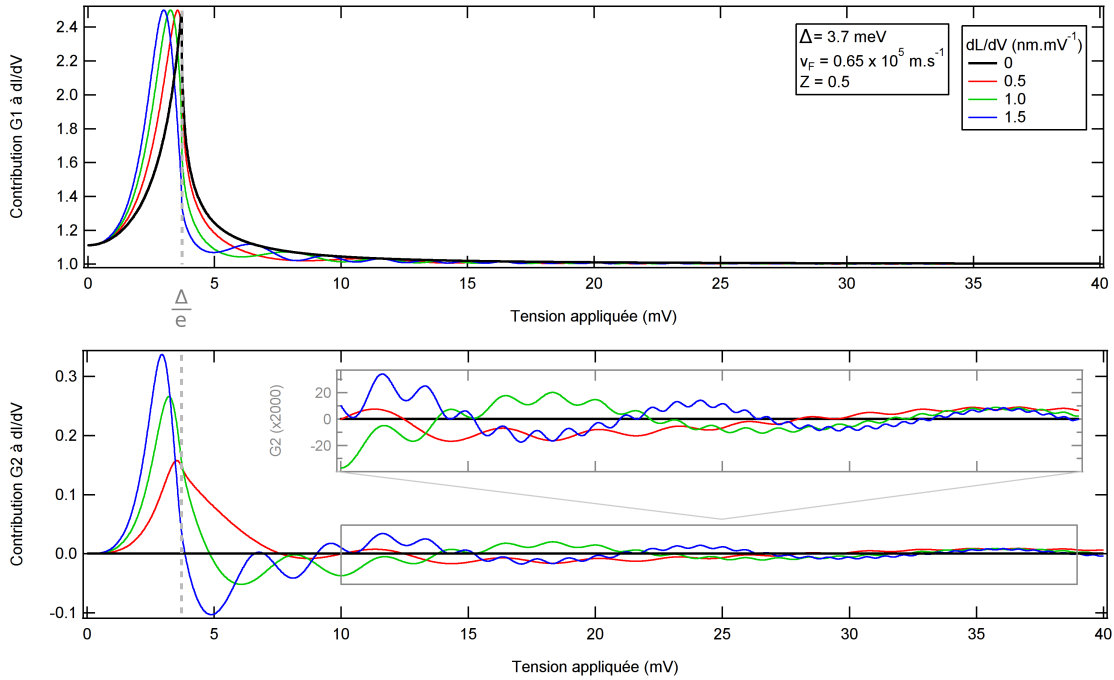 Contribution G1 à dI/dV
2.4
2.2
2.0
1.8
1.6
1.4
1.2
1.0
Δ= 3.7 meV
v_F = 0.65 x 10⁵ m.s⁻¹
Z = 0.5
dL/dV (nm.mV⁻¹)
0
0.5
1.0
1.5
0 5 10 15 20 25 30 35 40
Δ
e
Tension appliquée (mV)
Contribution G2 à dI/dV
0.3
0.2
0.1
0.0
-0.1
G2 (x2000)
20
0
-20
0 5 10 15 20 25 30 35 40
Tension appliquée (mV)